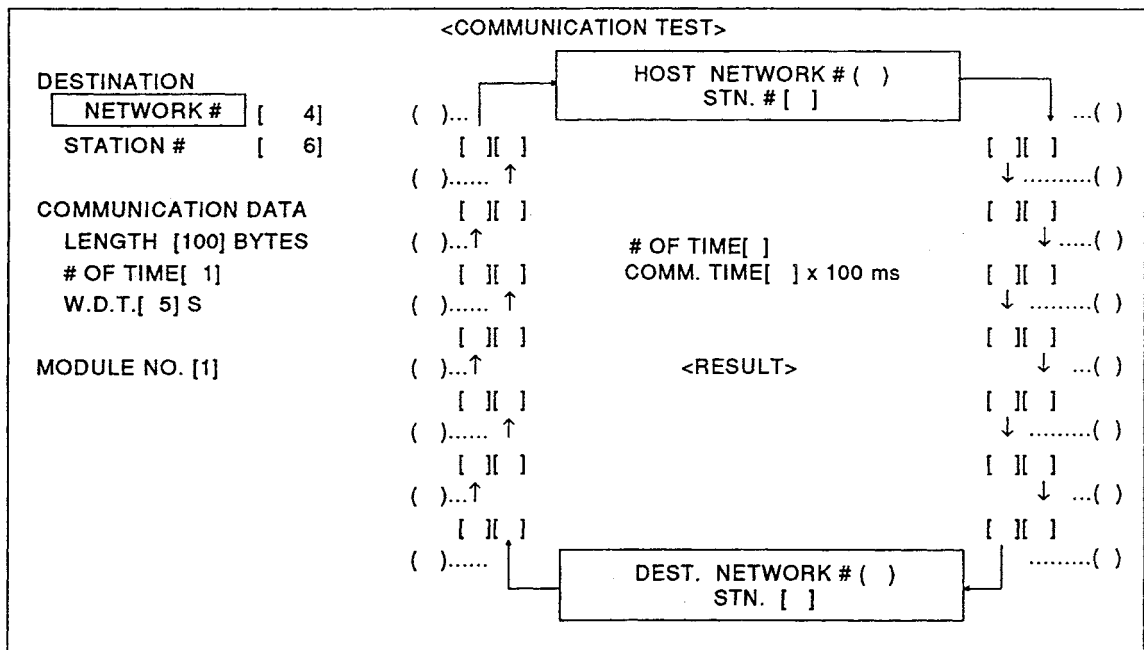 <COMMUNICATION TEST>
DESTINATION
NETWORK # [ 4]
STATION # [ 6]
COMMUNICATION DATA
LENGTH [100] BYTES
# OF TIME[ 1]
W.D.T.[ 5] S
MODULE NO. [1]
( )...
[ ][ ]
( )...... ↑
[ ][ ]
( )...↑
[ ][ ]
( )...... ↑
[ ][ ]
( )...↑
[ ][ ]
( )...... ↑
[ ][ ]
( )...↑
[ ][ ]
( )......
HOST NETWORK # ( )
STN. # [ ]
# OF TIME[ ]
COMM. TIME[ ] x 100 ms
<RESULT>
DEST. NETWORK # ( )
STN. [ ]
...( )
[ ][ ]
↓ ..........( )
[ ][ ]
↓ .....( )
[ ][ ]
↓ .........( )
[ ][ ]
↓ ...( )
[ ][ ]
↓ .........( )
[ ][ ]
↓ ...( )
[ ][ ]
.........( )